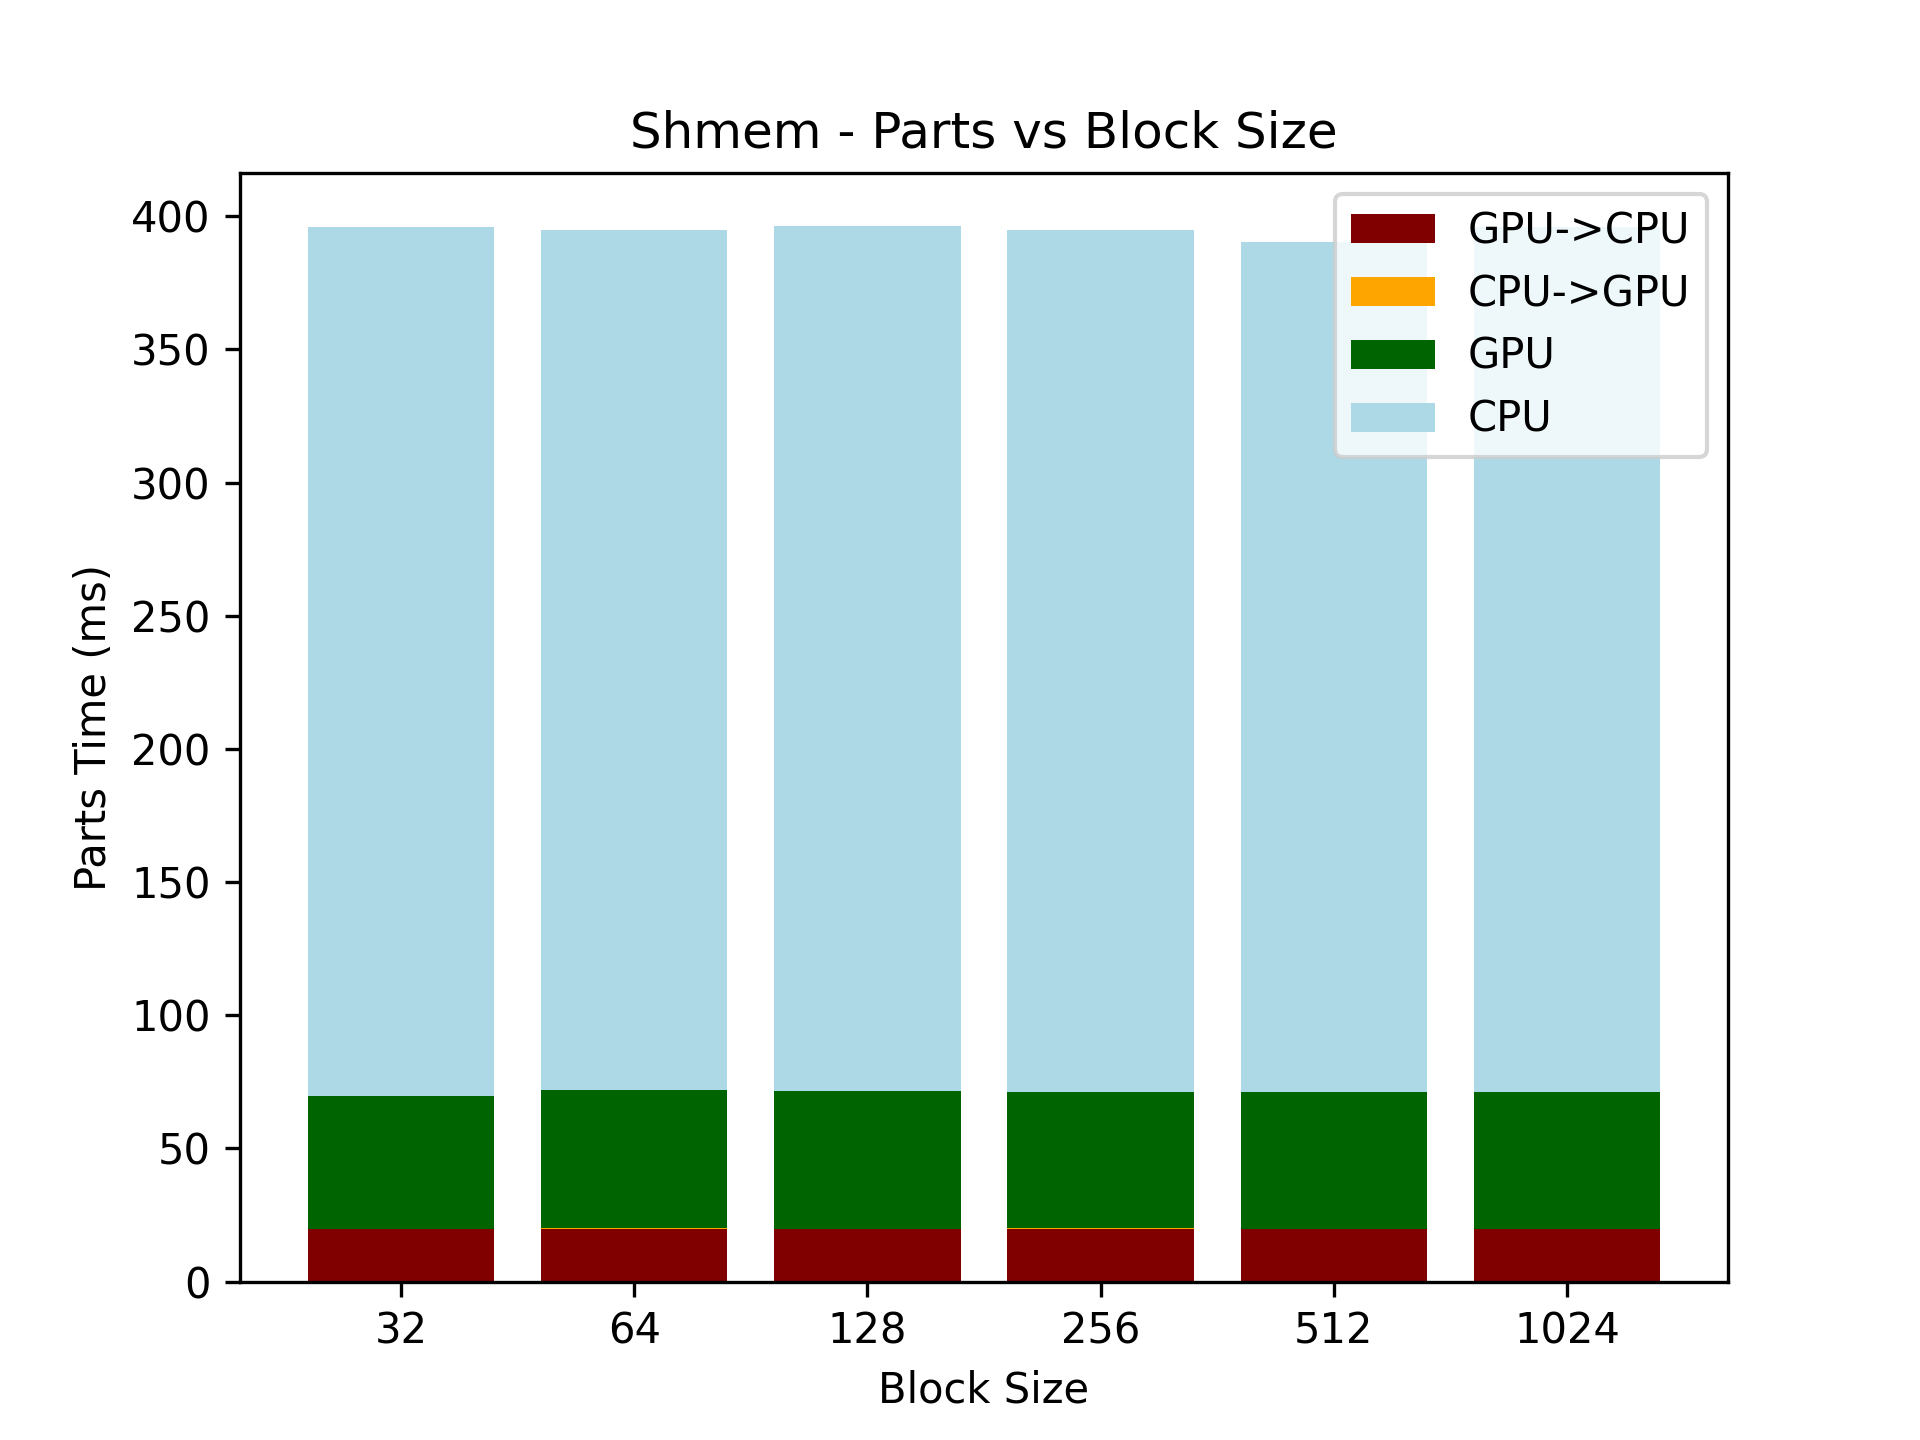 Shmem - Parts vs Block Size
GPU->CPU
CPU->GPU
GPU
CPU
400
350
300
250
200
150
100
50
0
Parts Time (ms)
32 64 128 256 512 1024
Block Size